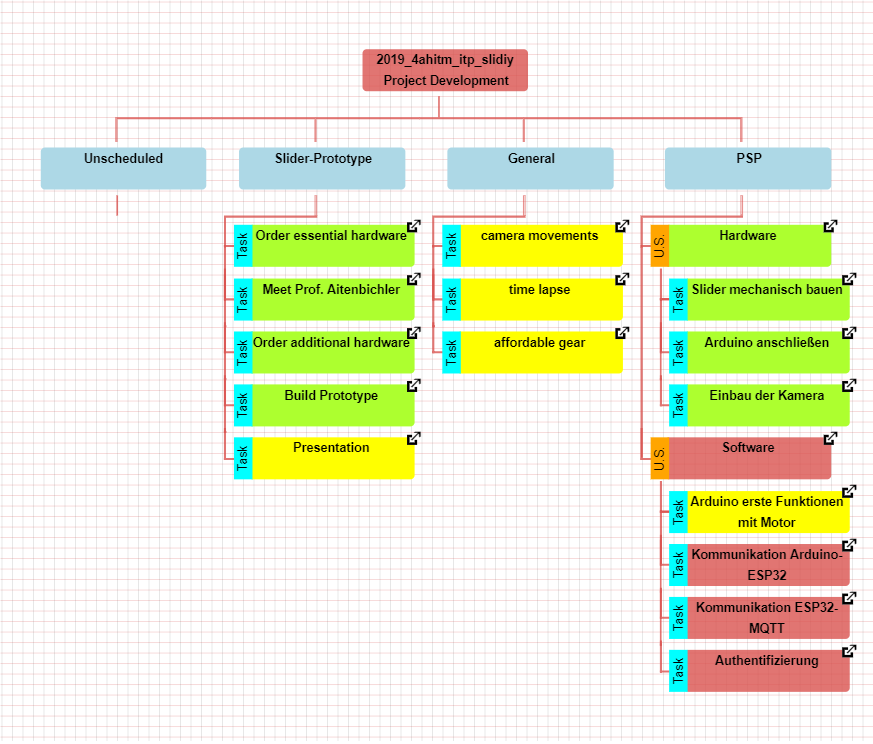 2019_4ahitm_itp_slidiy
Project Development
Unscheduled
Slider-Prototype
General
PSP
Task
Order essential hardware
Task
Meet Prof. Aitenbichler
Task
Order additional hardware
Task
Build Prototype
Task
Presentation
Task
camera movements
Task
time lapse
Task
affordable gear
U.S.
Hardware
Task
Slider mechanisch bauen
Task
Arduino anschließen
Task
Einbau der Kamera
U.S.
Software
Task
Arduino erste Funktionen
mit Motor
Task
Kommunikation Arduino-
ESP32
Task
Kommunikation ESP32-
MQTT
Task
Authentifizierung